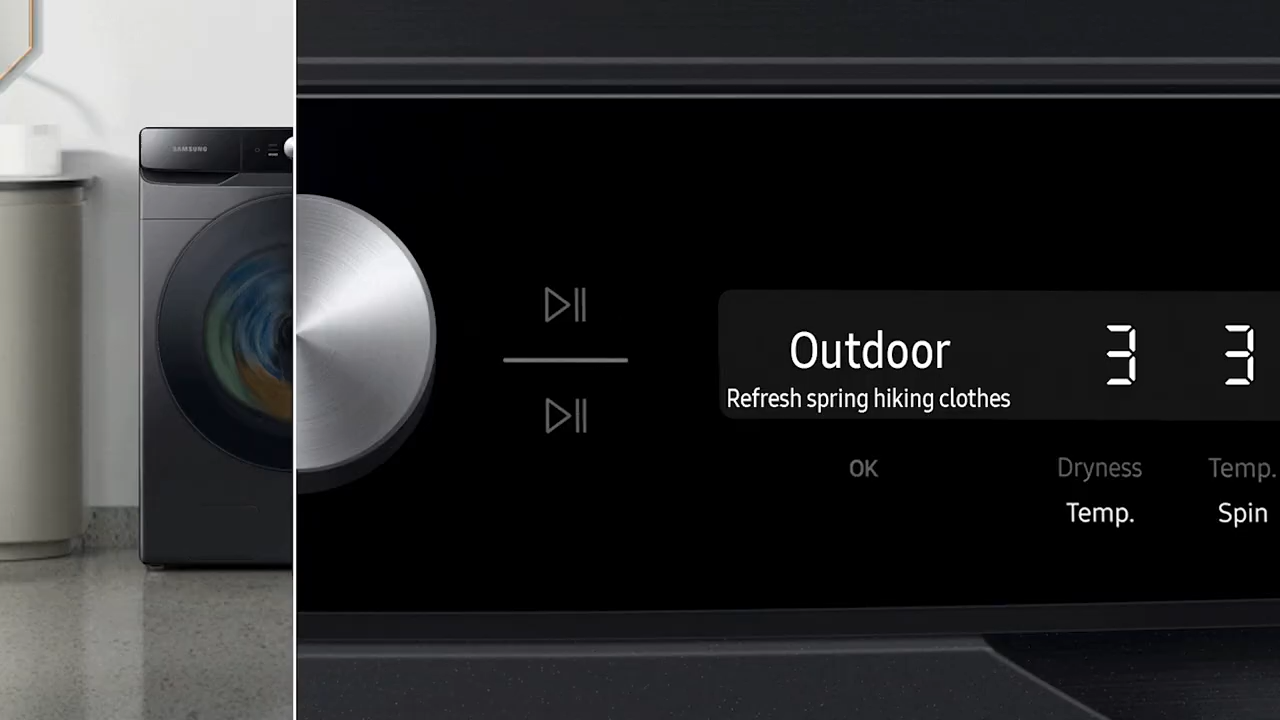 SAMSUNG
Outdoor
Refresh spring hiking clothes
3 3
OK
Dryness Temp.
Temp. Spin